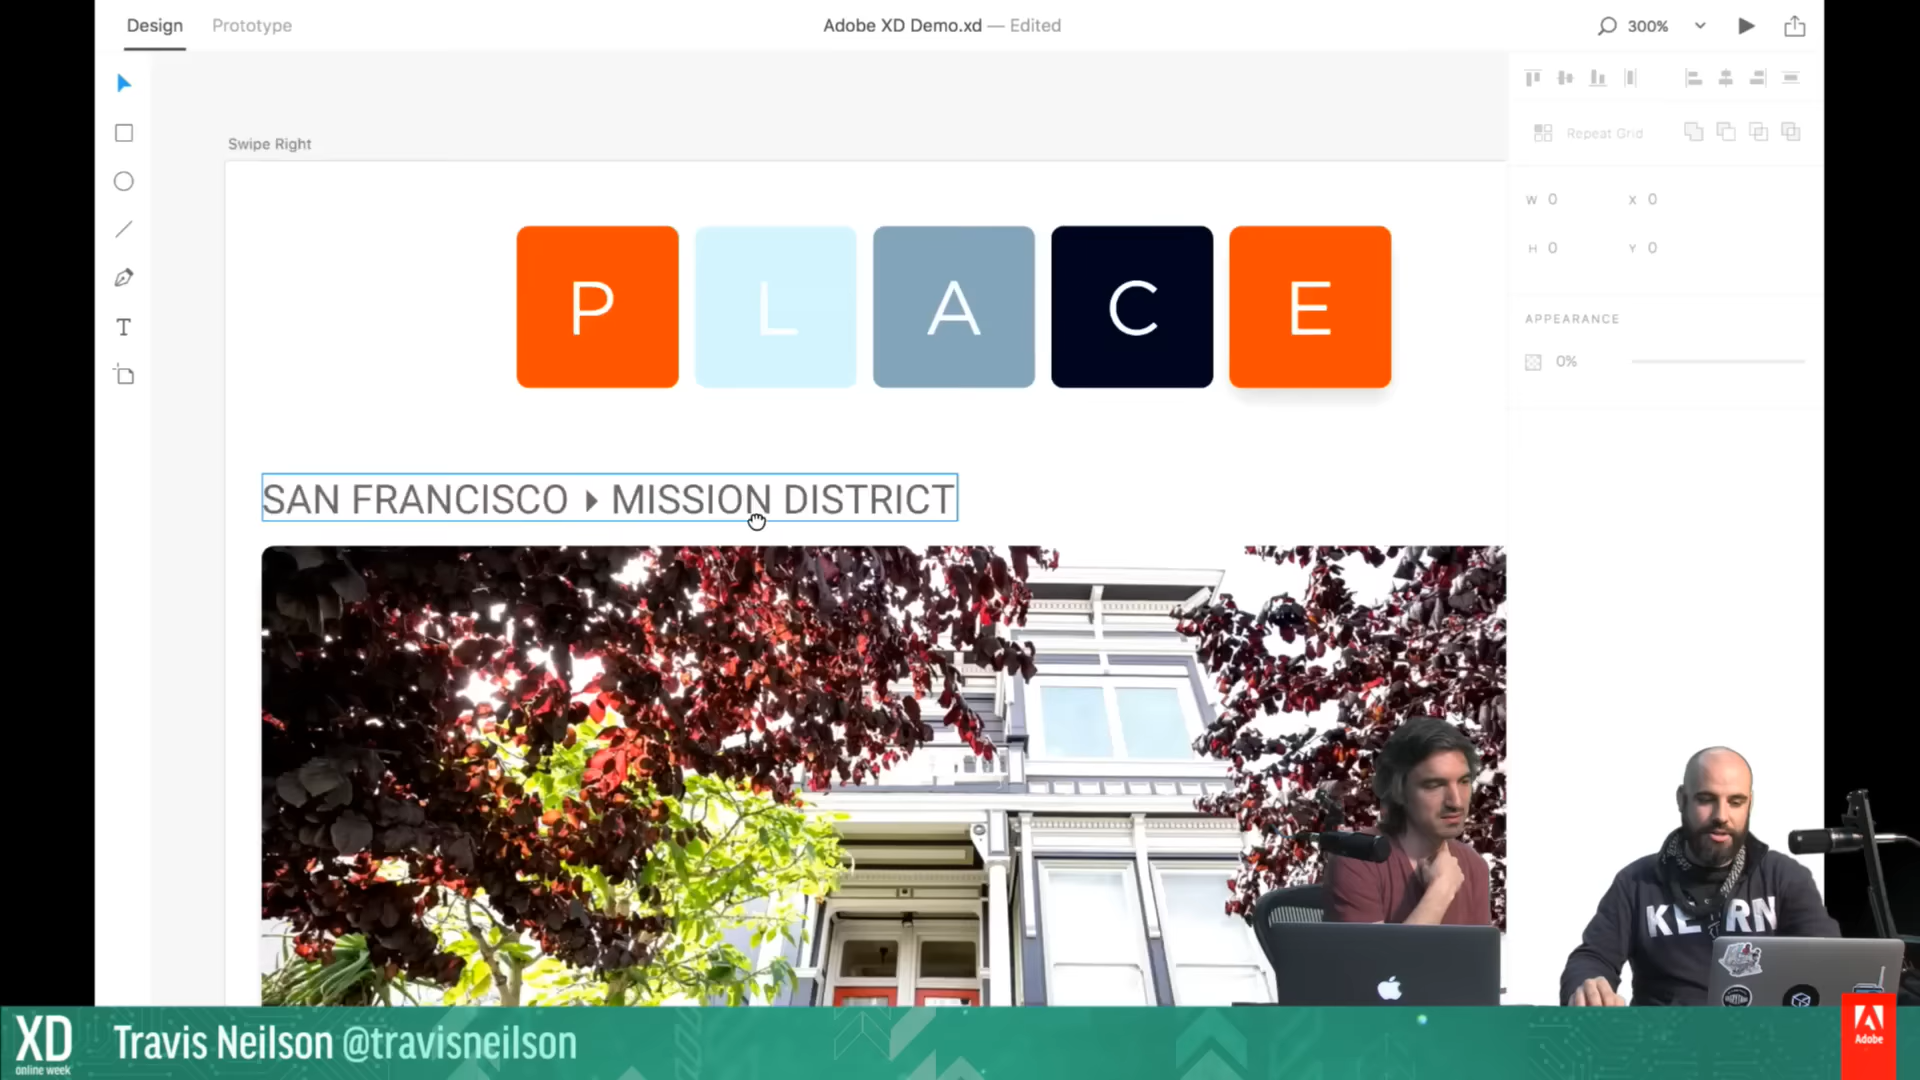 Design Prototype Adobe XD Demo.xd — Edited 300%
Swipe Right
Repeat Grid
P L A C E
W 0 X 0
H 0 Y 0
APPEARANCE
0%
SAN FRANCISCO ▸ MISSION DISTRICT
KERN
XD
online week
Travis Neilson @travisneilson
Adobe